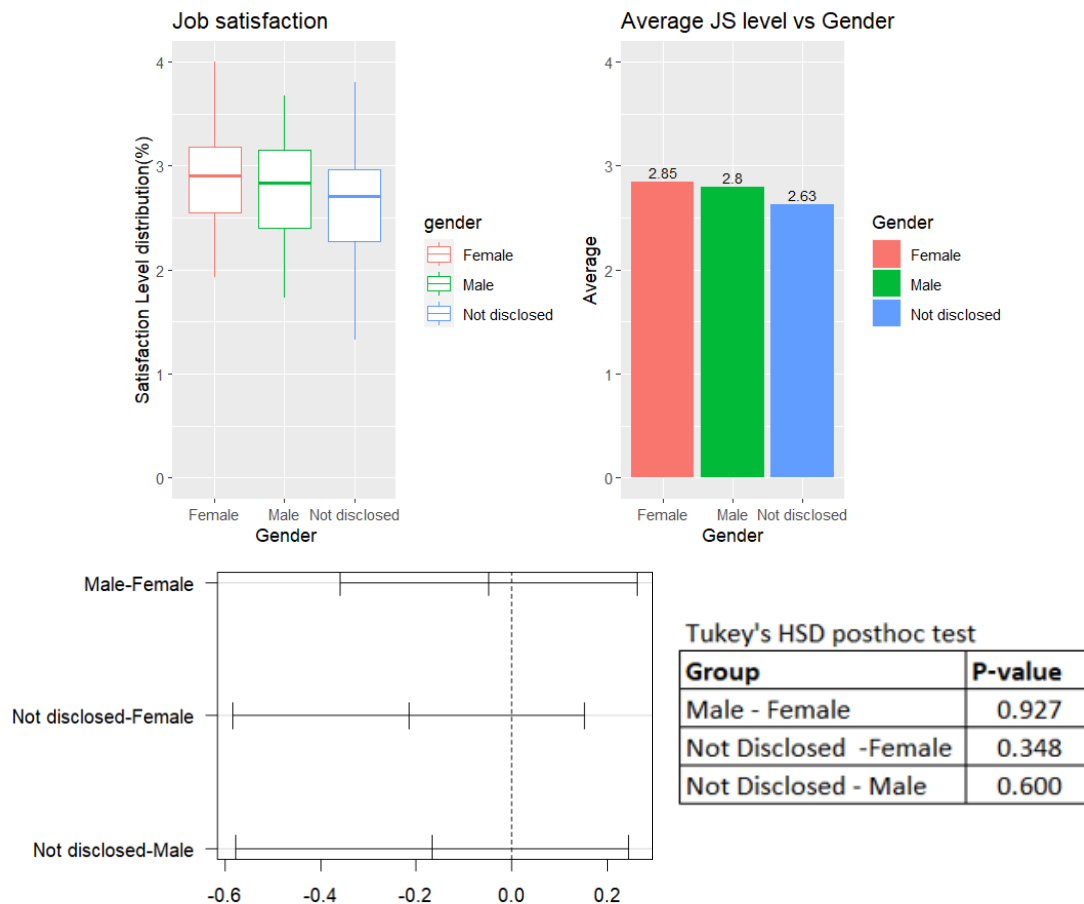 Job satisfaction
Satisfaction Level distribution(%)
4
3
2
1
0
Female Male Not disclosed
Gender
gender
Female
Male
Not disclosed
Average JS level vs Gender
Average
4
3
2
1
0
2.85
2.8
2.63
Female Male Not disclosed
Gender
Gender
Female
Male
Not disclosed
Male-Female
Not disclosed-Female
Not disclosed-Male
-0.6 -0.4 -0.2 0.0 0.2
Tukey's HSD posthoc test
Group P-value
Male - Female 0.927
Not Disclosed -Female 0.348
Not Disclosed - Male 0.600